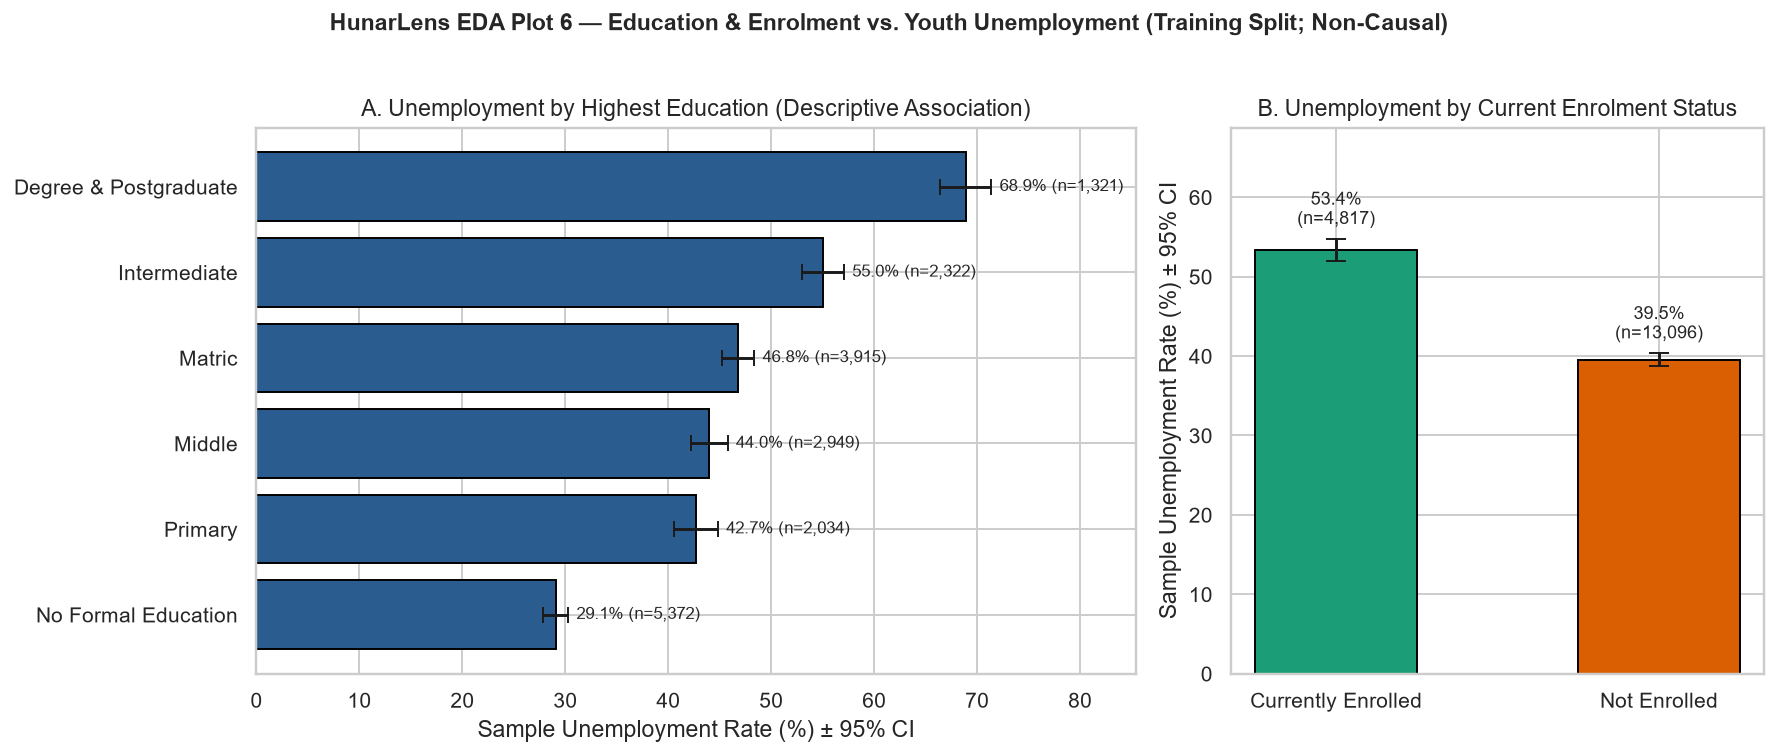 HunarLens EDA Plot 6 — Education & Enrolment vs. Youth Unemployment (Training Split; Non-Causal)
A. Unemployment by Highest Education (Descriptive Association)
Degree & Postgraduate
68.9% (n=1,321)
Intermediate
55.0% (n=2,322)
Matric
46.8% (n=3,915)
Middle
44.0% (n=2,949)
Primary
42.7% (n=2,034)
No Formal Education
29.1% (n=5,372)
0 10 20 30 40 50 60 70 80
Sample Unemployment Rate (%) ± 95% CI
B. Unemployment by Current Enrolment Status
Sample Unemployment Rate (%) ± 95% CI
60
50
40
30
20
10
0
53.4%
(n=4,817)
39.5%
(n=13,096)
Currently Enrolled
Not Enrolled